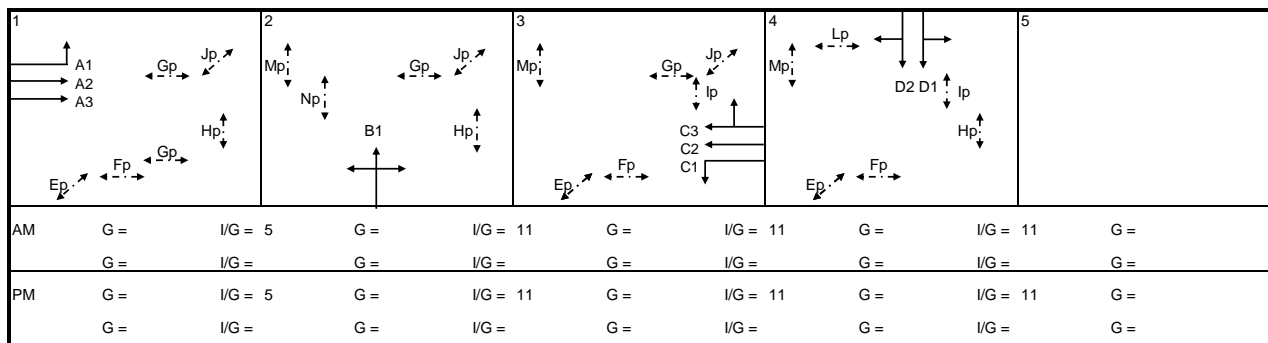 1 2 3 4 5
A1 Gp Jp
A2
A3
Hp
Gp
Fp
Ep
Mp Gp Jp
Np
B1 Hp
Mp Gp Jp
Ip
C3
C2
C1
Fp
Ep
Mp Lp
D2 D1 Ip
Hp
Fp
Ep
AM G = I/G = 5 G = I/G = 11 G = I/G = 11 G = I/G = 11 G =
G = I/G = G = I/G = G = I/G = G = I/G = G =
PM G = I/G = 5 G = I/G = 11 G = I/G = 11 G = I/G = 11 G =
G = I/G = G = I/G = G = I/G = G = I/G = G =